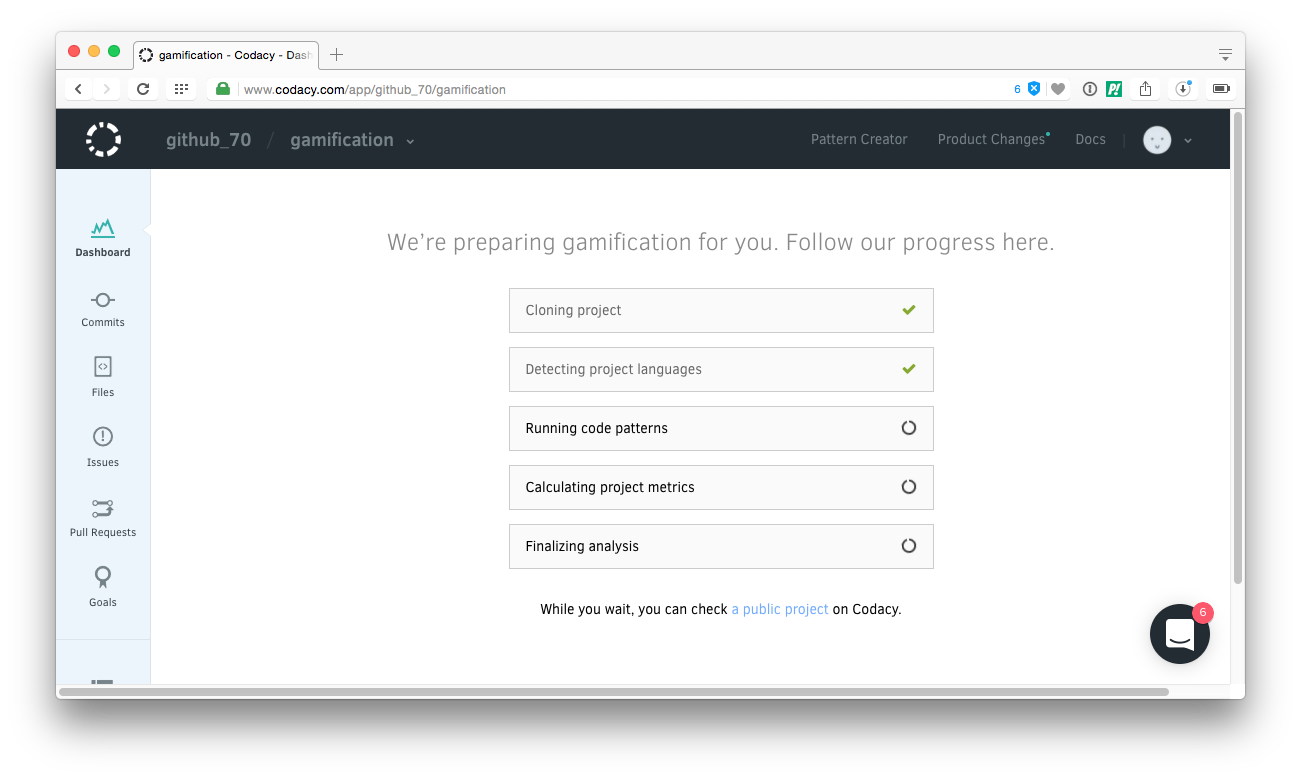 gamification - Codacy - Dash
www.codacy.com/app/github_70/gamification
6
github_70 / gamification
Pattern Creator
Product Changes
Docs
Dashboard
Commits
Files
Issues
Pull Requests
Goals
We're preparing gamification for you. Follow our progress here.
Cloning project
Detecting project languages
Running code patterns
Calculating project metrics
Finalizing analysis
While you wait, you can check a public project on Codacy.
6